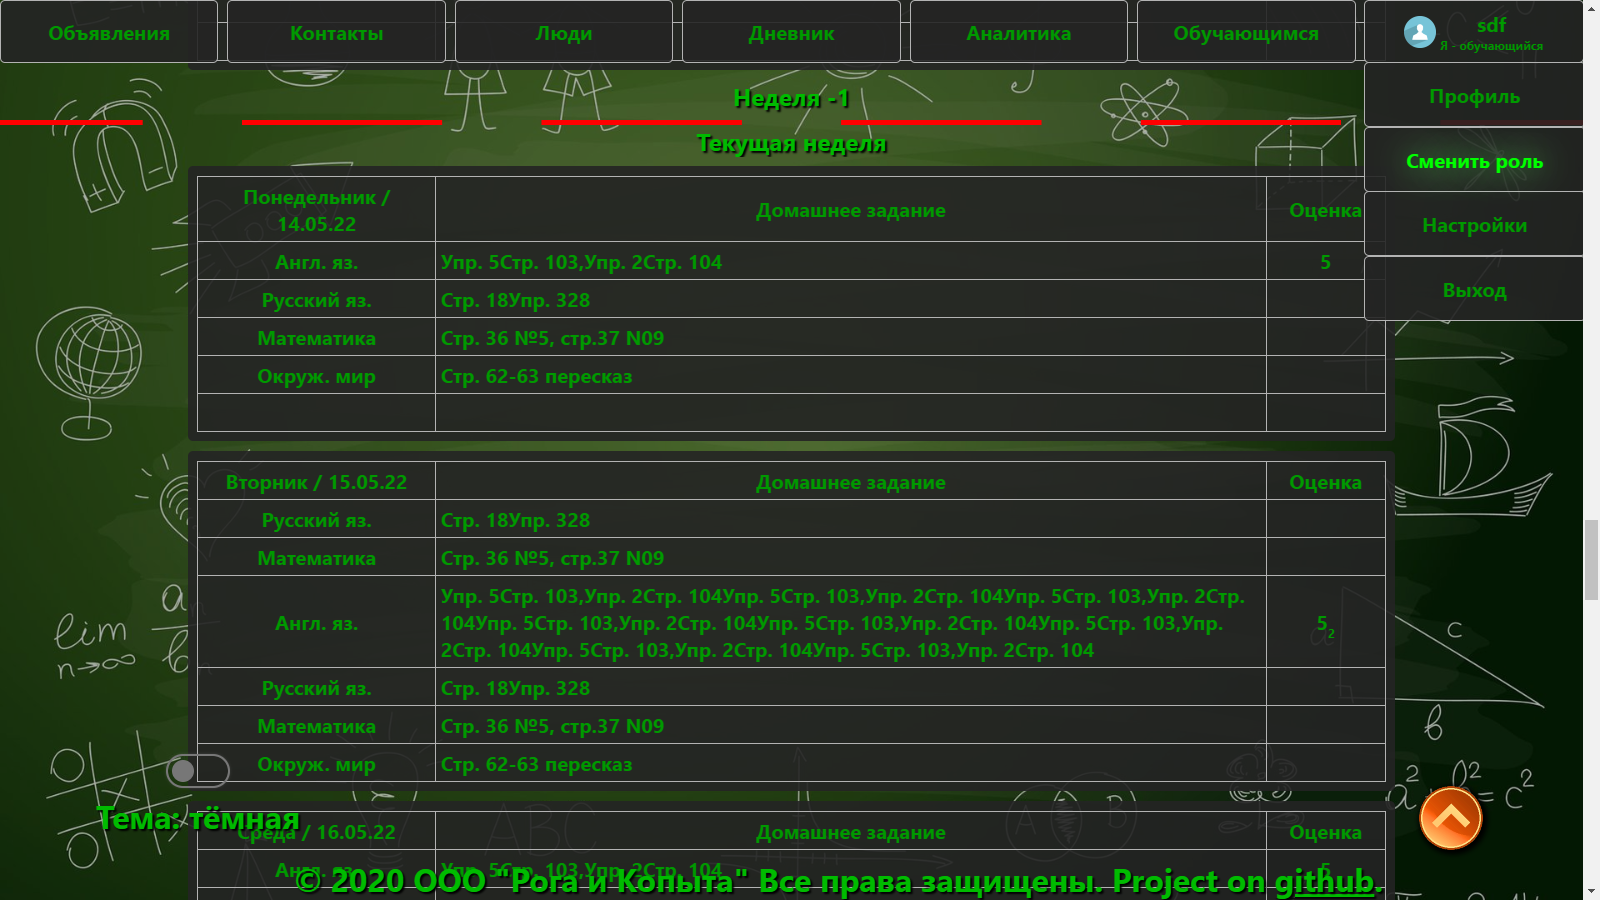 Объявления
Контакты
Люди
Дневник
Аналитика
Обучающимся
sdf
Я - обучающийся
Профиль
Сменить роль
Настройки
Выход
Неделя -1
Текущая неделя
Понедельник /
14.05.22
Домашнее задание
Оценка
Англ. яз.
Упр. 5Стр. 103,Упр. 2Стр. 104
5
Русский яз.
Стр. 18Упр. 328
Математика
Стр. 36 №5, стр.37 N09
Окруж. мир
Стр. 62-63 пересказ
Вторник / 15.05.22
Домашнее задание
Оценка
Русский яз.
Стр. 18Упр. 328
Математика
Стр. 36 №5, стр.37 N09
Англ. яз.
Упр. 5Стр. 103,Упр. 2Стр. 104Упр. 5Стр. 103,Упр. 2Стр. 104Упр. 5Стр. 103,Упр. 2Стр.
104Упр. 5Стр. 103,Упр. 2Стр. 104Упр. 5Стр. 103,Упр. 2Стр. 104Упр. 5Стр. 103,Упр.
2Стр. 104Упр. 5Стр. 103,Упр. 2Стр. 104Упр. 5Стр. 103,Упр. 2Стр. 104
5 2
Русский яз.
Стр. 18Упр. 328
Математика
Стр. 36 №5, стр.37 N09
Окруж. мир
Стр. 62-63 пересказ
Тема: тёмная
Среда / 16.05.22
Домашнее задание
Оценка
Англ. яз.
Упр. 5Стр. 103,Упр. 2Стр. 104
© 2020 ООО "Рога и Копыта" Все права защищены. Project on github.
lim
n→∞
a
b
c
в
a² + b² = c²
ABC
A
B